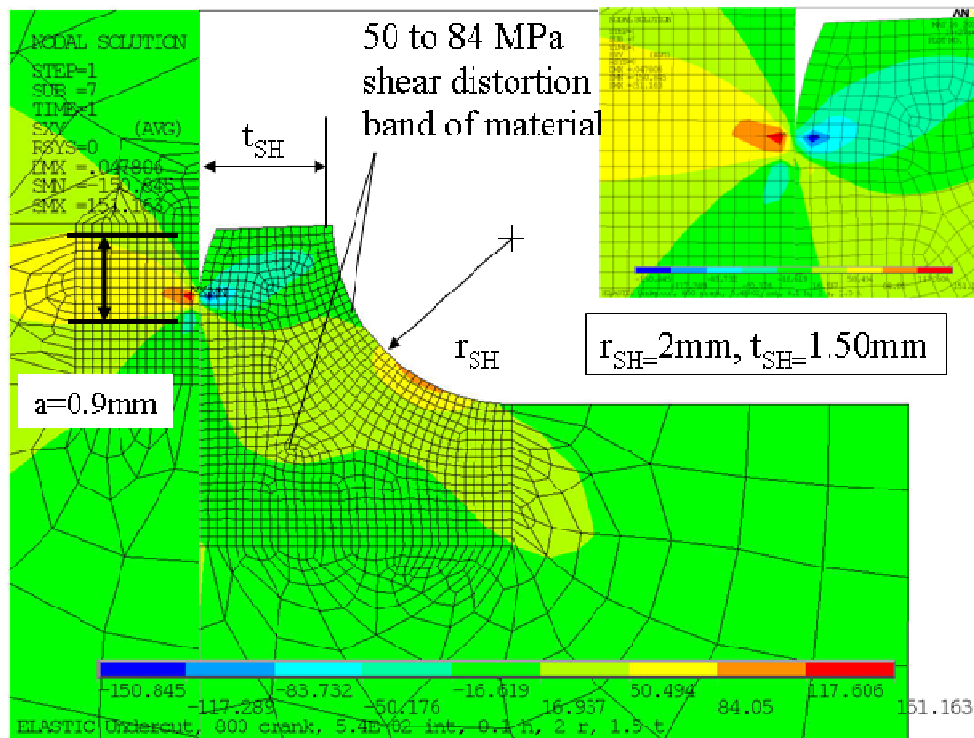 NODAL SOLUTION
STEP=1
SUB =7
TIME=1
SXY (AVG)
RSYS=0
DMX =.047806
SMN =-150.845
SMX =151.163
50 to 84 MPa
shear distortion
band of material
tSH
AN
NODAL SOLUTION
rSH
rSH=2mm, tSH=1.50mm
a=0.9mm
-150.845
-117.289
-83.732
-50.176
-16.619
16.937
50.494
84.05
117.606
151.163
ELASTIC Undercut, 800 crank, 5.4E-02 int, 0.1 h, 2 r, 1.5 t